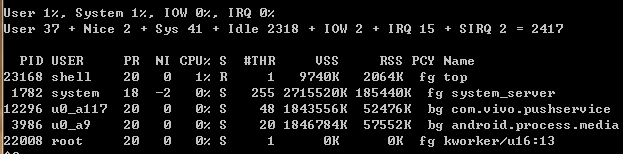 User 1%, System 1%, IOW 0%, IRQ 0%
User 37 + Nice 2 + Sys 41 + Idle 2318 + IOW 2 + IRQ 15 + SIRQ 2 = 2417
PID USER PR NI CPU% S #THR VSS RSS PCY Name
23168 shell 20 0 1% R 1 9740K 2064K fg top
1782 system 18 -2 0% S 255 2715520K 185440K fg system_server
12296 u0_a117 20 0 0% S 48 1843556K 52476K bg com.vivo.pushservice
3986 u0_a9 20 0 0% S 20 1846784K 57552K bg android.process.media
22008 root 20 0 0% S 1 0K 0K fg kworker/u16:13